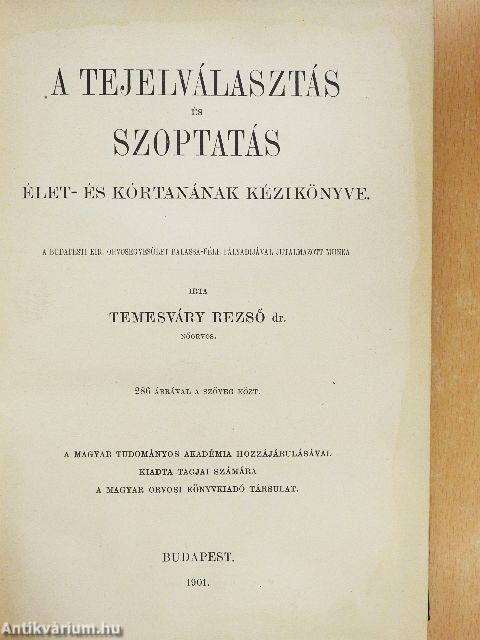 A TEJELVÁLASZTÁS
ÉS
SZOPTATÁS
ÉLET- ÉS KÓRTANÁNAK KÉZIKÖNYVE.
A BUDAPESTI KIR. ORVOSEGYESÜLET BALASSA-FÉLE PÁLYADIJÁVAL JUTALMAZOTT MUNKA
IRTA
TEMESVÁRY REZSŐ dr.
NŐORVOS.
286 ÁBRÁVAL A SZÖVEG KÖZT.
A MAGYAR TUDOMÁNYOS AKADÉMIA HOZZÁJÁRULÁSÁVAL
KIADTA TAGJAI SZÁMÁRA
A MAGYAR ORVOSI KÖNYVKIADÓ TÁRSULAT.
BUDAPEST.
1901.
Antikvárium.hu